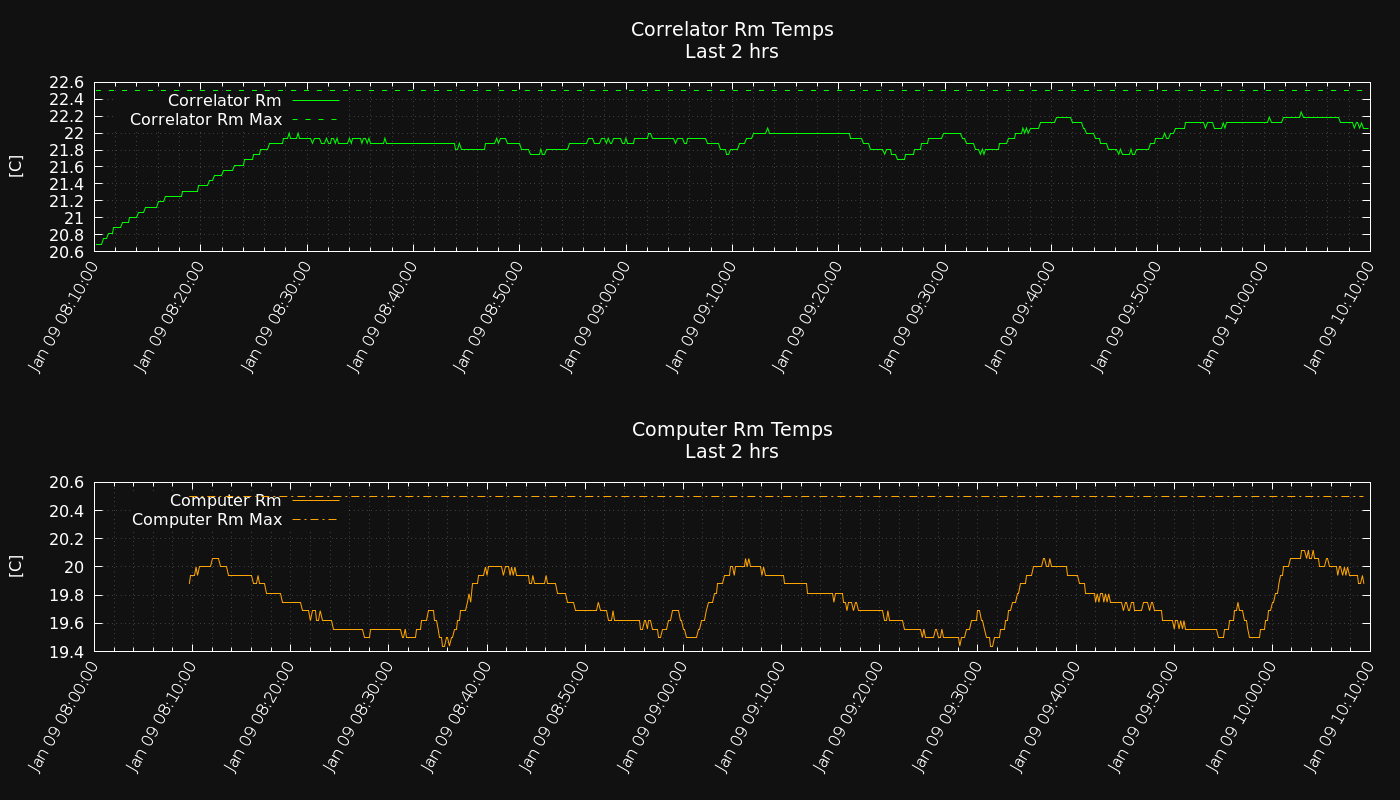 Correlator Rm Temps
Last 2 hrs
22.6
22.4
22.2
22
21.8
21.6
21.4
21.2
21
20.8
20.6
[C]
Correlator Rm
Correlator Rm Max
Jan 09 08:10:00
Jan 09 08:20:00
Jan 09 08:30:00
Jan 09 08:40:00
Jan 09 08:50:00
Jan 09 09:00:00
Jan 09 09:10:00
Jan 09 09:20:00
Jan 09 09:30:00
Jan 09 09:40:00
Jan 09 09:50:00
Jan 09 10:00:00
Jan 09 10:10:00
Computer Rm Temps
Last 2 hrs
20.6
20.4
20.2
20
19.8
19.6
19.4
[C]
Computer Rm
Computer Rm Max
Jan 09 08:00:00
Jan 09 08:10:00
Jan 09 08:20:00
Jan 09 08:30:00
Jan 09 08:40:00
Jan 09 08:50:00
Jan 09 09:00:00
Jan 09 09:10:00
Jan 09 09:20:00
Jan 09 09:30:00
Jan 09 09:40:00
Jan 09 09:50:00
Jan 09 10:00:00
Jan 09 10:10:00